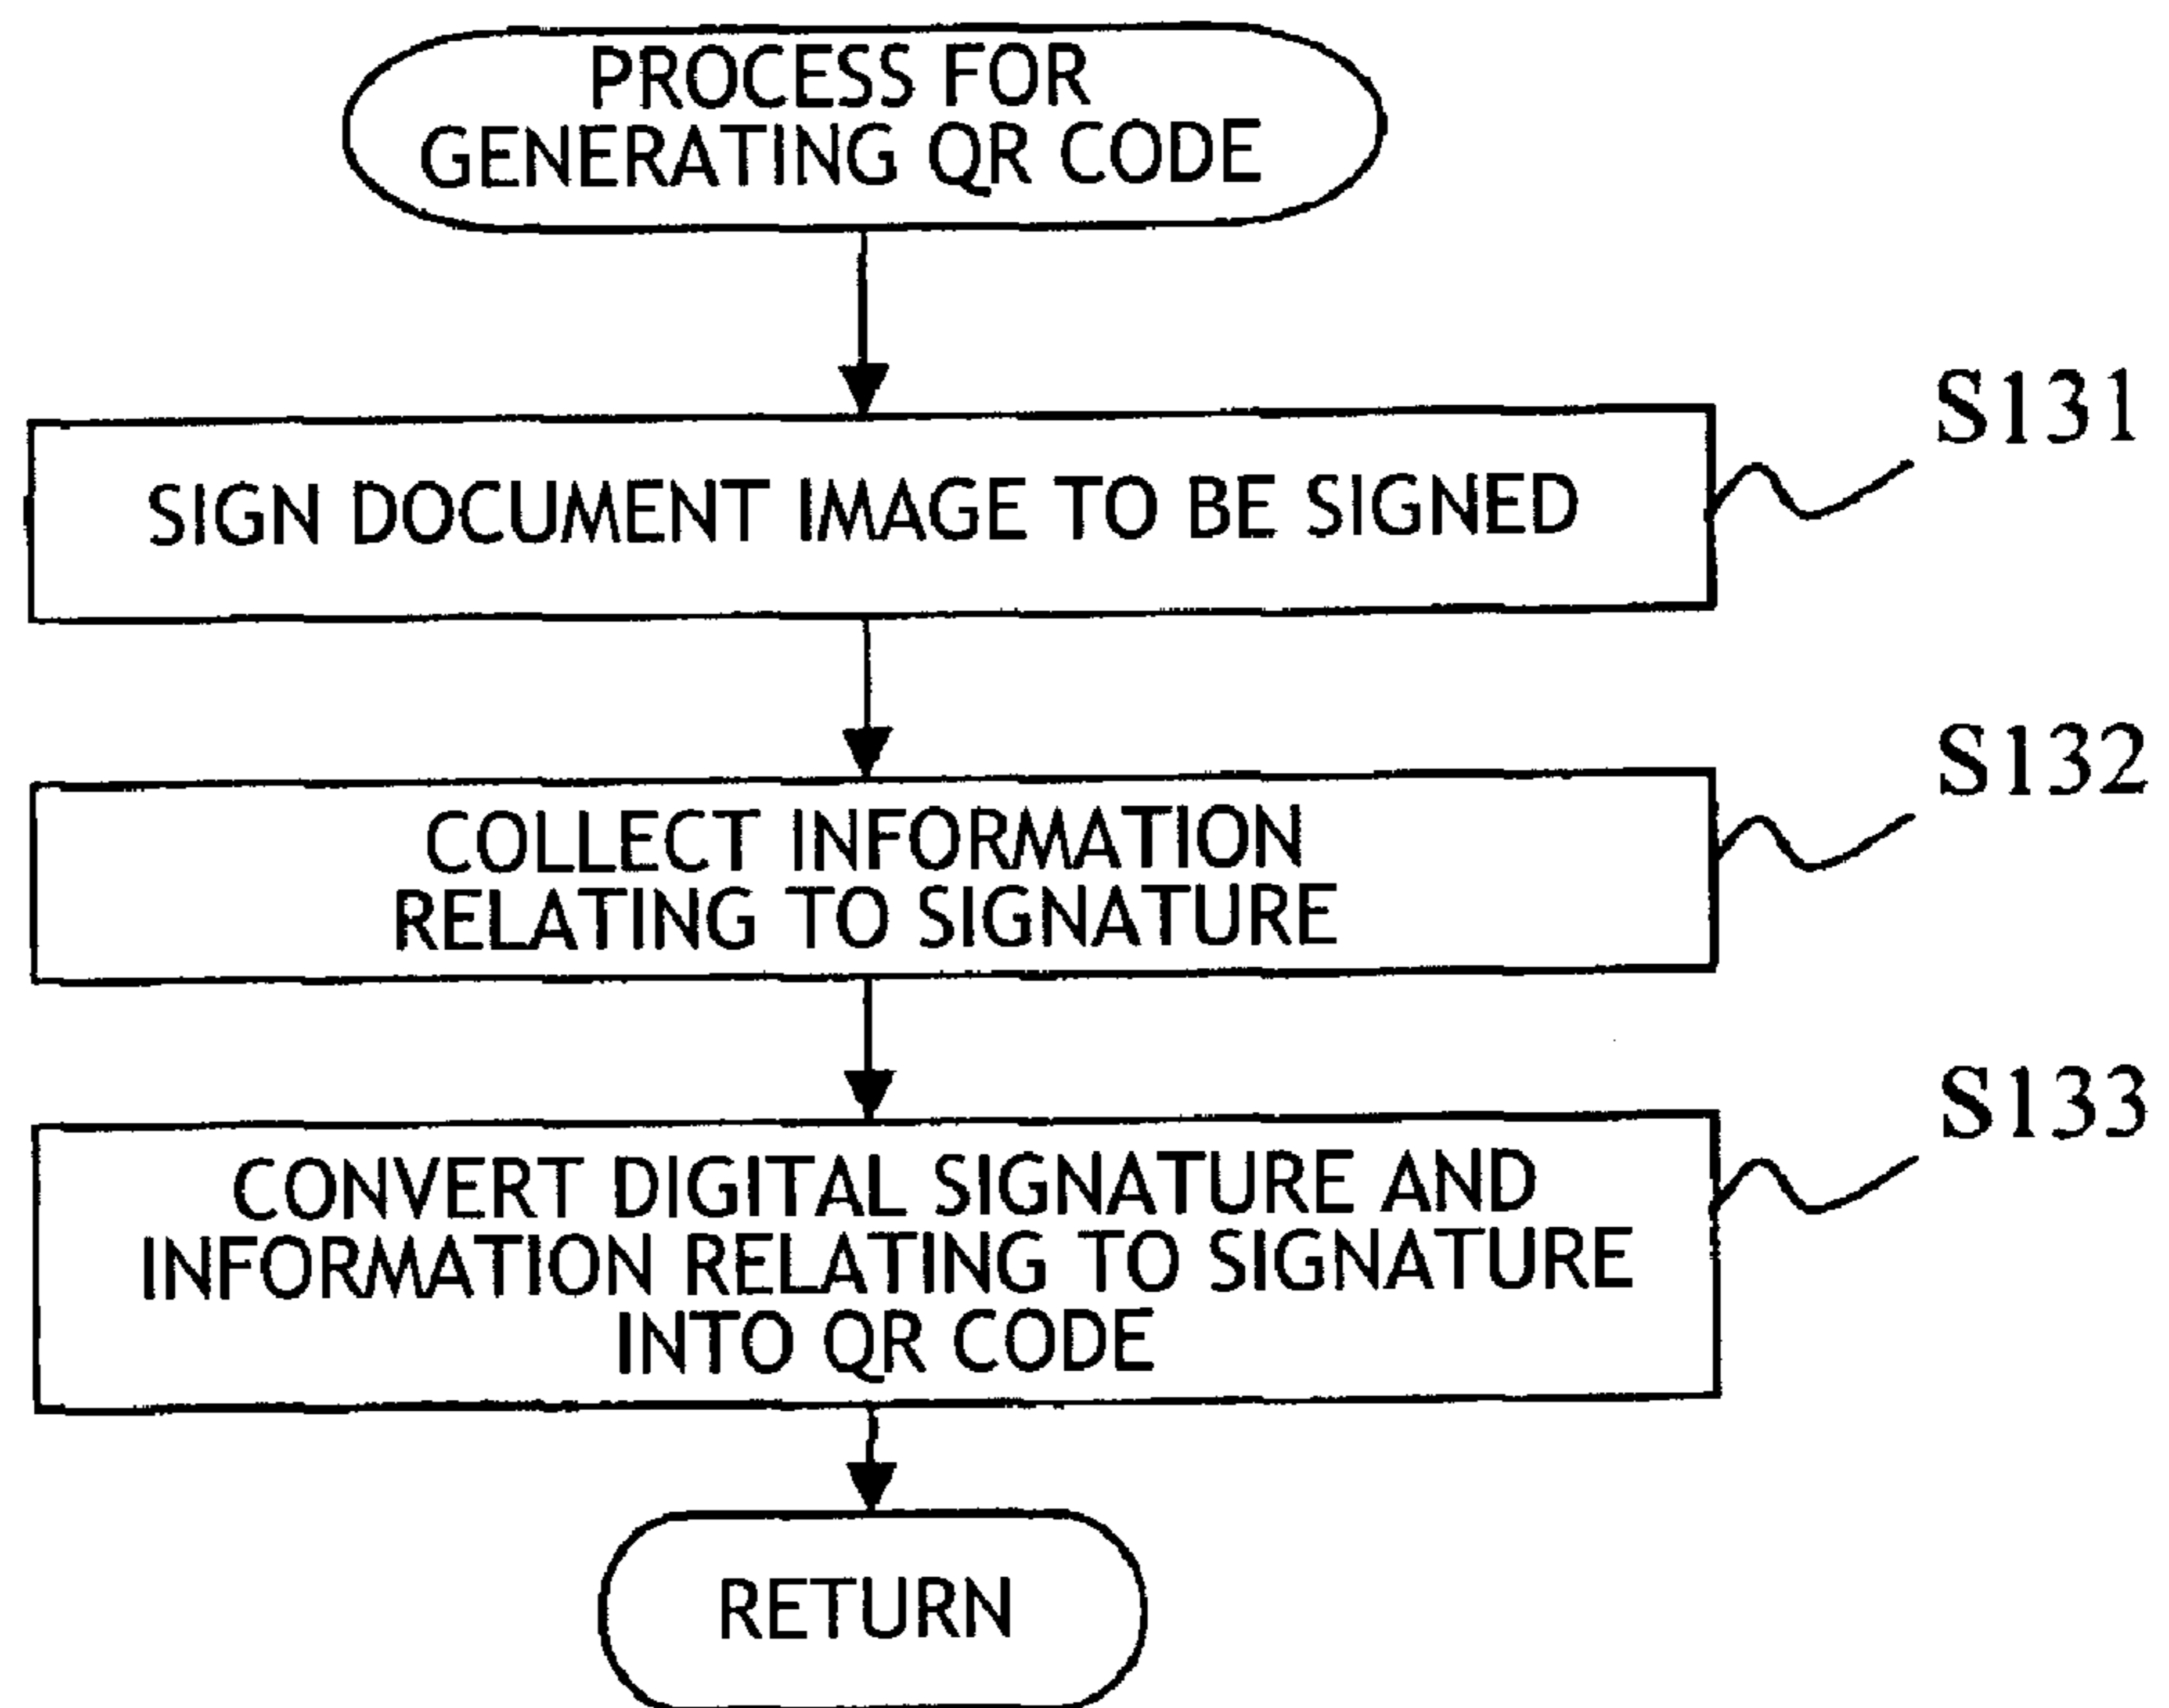 PROCESS FOR
GENERATING QR CODE
S131
SIGN DOCUMENT IMAGE TO BE SIGNED
S132
COLLECT INFORMATION
RELATING TO SIGNATURE
S133
CONVERT DIGITAL SIGNATURE AND
INFORMATION RELATING TO SIGNATURE
INTO QR CODE
RETURN